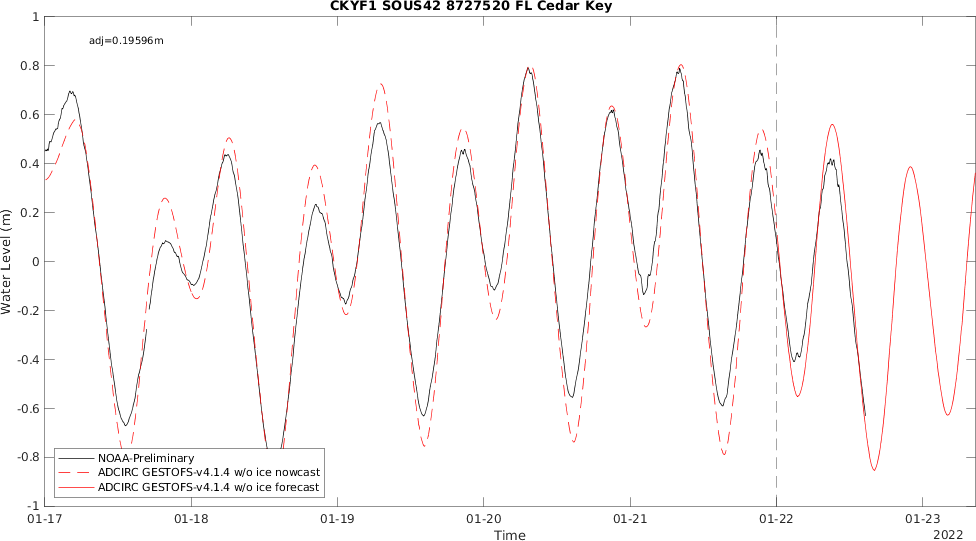 CKYF1 SOUS42 8727520 FL Cedar Key
adj=0.19596m
1
0.8
0.6
0.4
0.2
0
-0.2
-0.4
-0.6
-0.8
-1
Water Level (m)
NOAA-Preliminary
ADCIRC GESTOFS-v4.1.4 w/o ice nowcast
ADCIRC GESTOFS-v4.1.4 w/o ice forecast
01-17 01-18 01-19 01-20 01-21 01-22 01-23
Time
2022